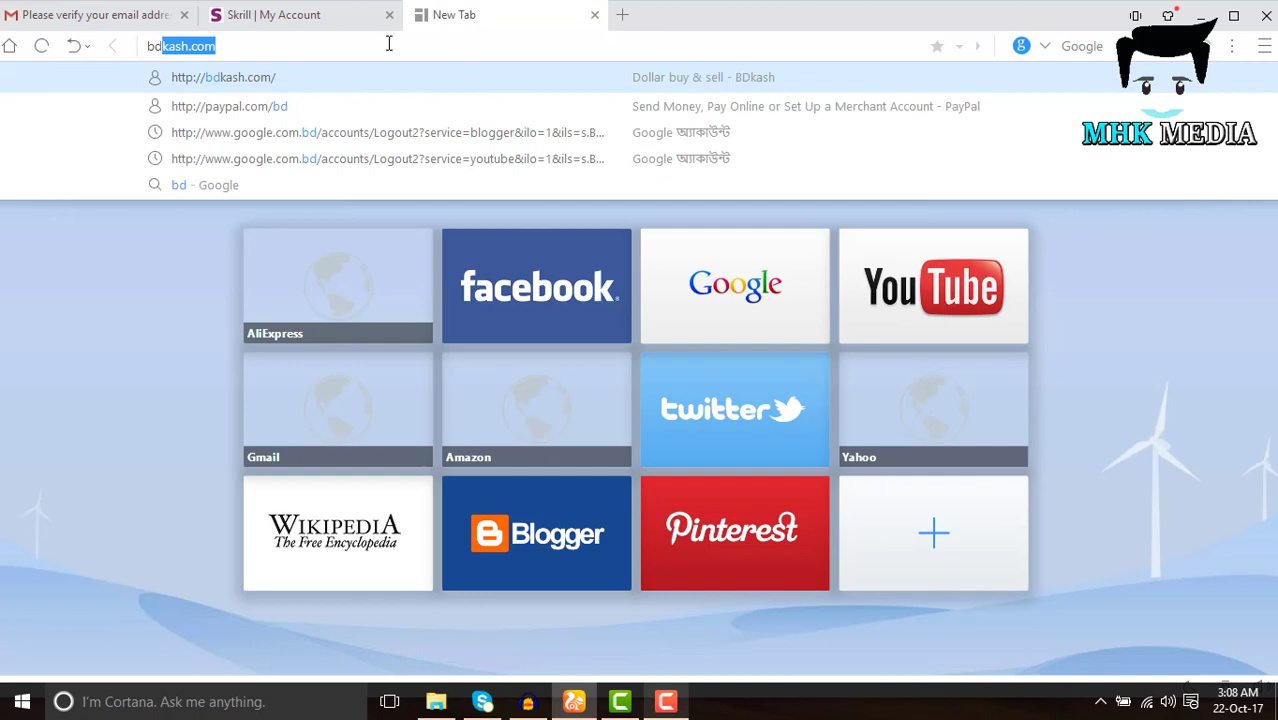 Please verify your email addre
Skrill | My Account
New Tab
bdkash.com
Google
http://bdkash.com/ Dollar buy & sell - BDkash
http://paypal.com/bd Send Money, Pay Online or Set Up a Merchant Account - PayPal
http://www.google.com.bd/accounts/Logout2?service=blogger&ilo=1&ils=s.B... Google অ্যাকাউন্ট
http://www.google.com.bd/accounts/Logout2?service=youtube&ilo=1&ils=s.B... Google অ্যাকাউন্ট
bd - Google
MHK MEDIA
AliExpress
facebook
Google
YouTube
Gmail
Amazon
twitter
Yahoo
WIKIPEDIA
The Free Encyclopedia
Blogger
Pinterest
I'm Cortana. Ask me anything.
3:08 AM
22-Oct-17